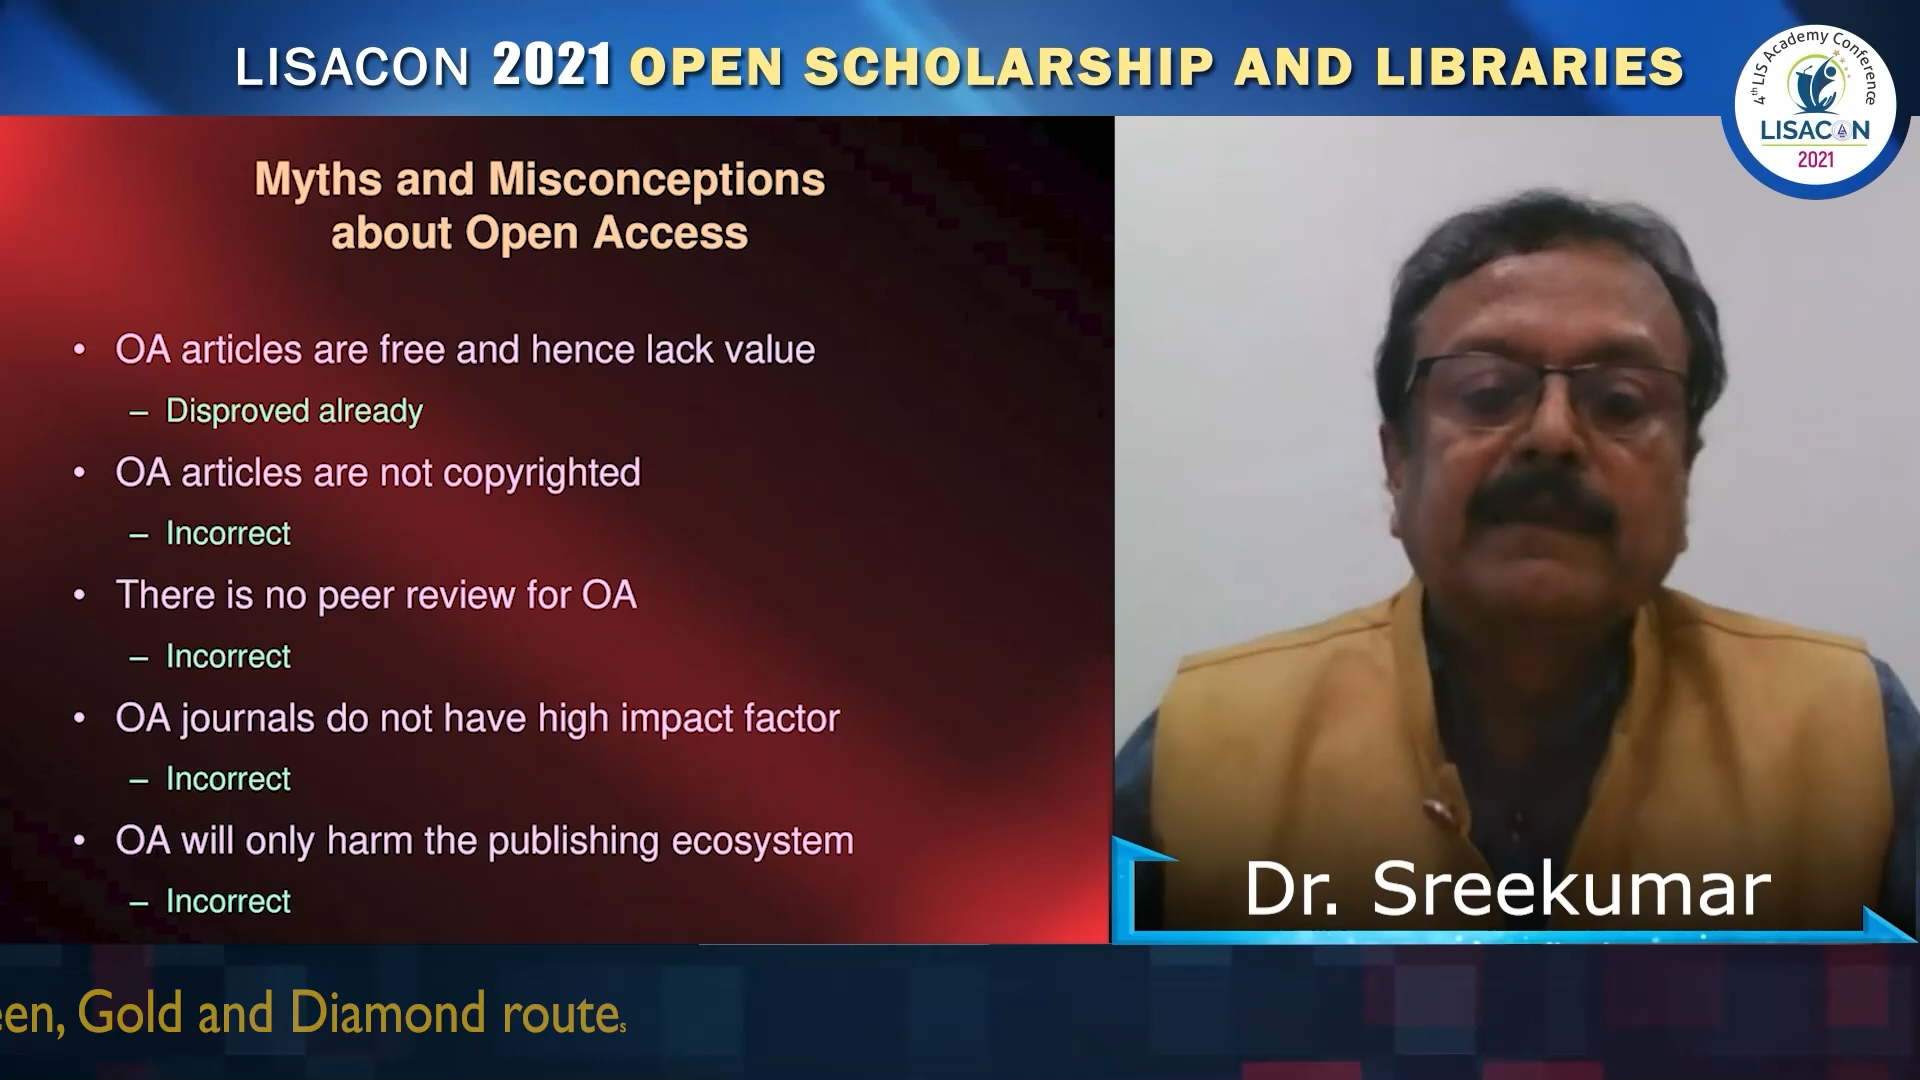 LISACON 2021 OPEN SCHOLARSHIP AND LIBRARIES
4th LIS Academy Conference
LISACON
2021
Myths and Misconceptions
about Open Access
• OA articles are free and hence lack value
– Disproved already
• OA articles are not copyrighted
– Incorrect
• There is no peer review for OA
– Incorrect
• OA journals do not have high impact factor
– Incorrect
• OA will only harm the publishing ecosystem
– Incorrect
Dr. Sreekumar
een, Gold and Diamond routes